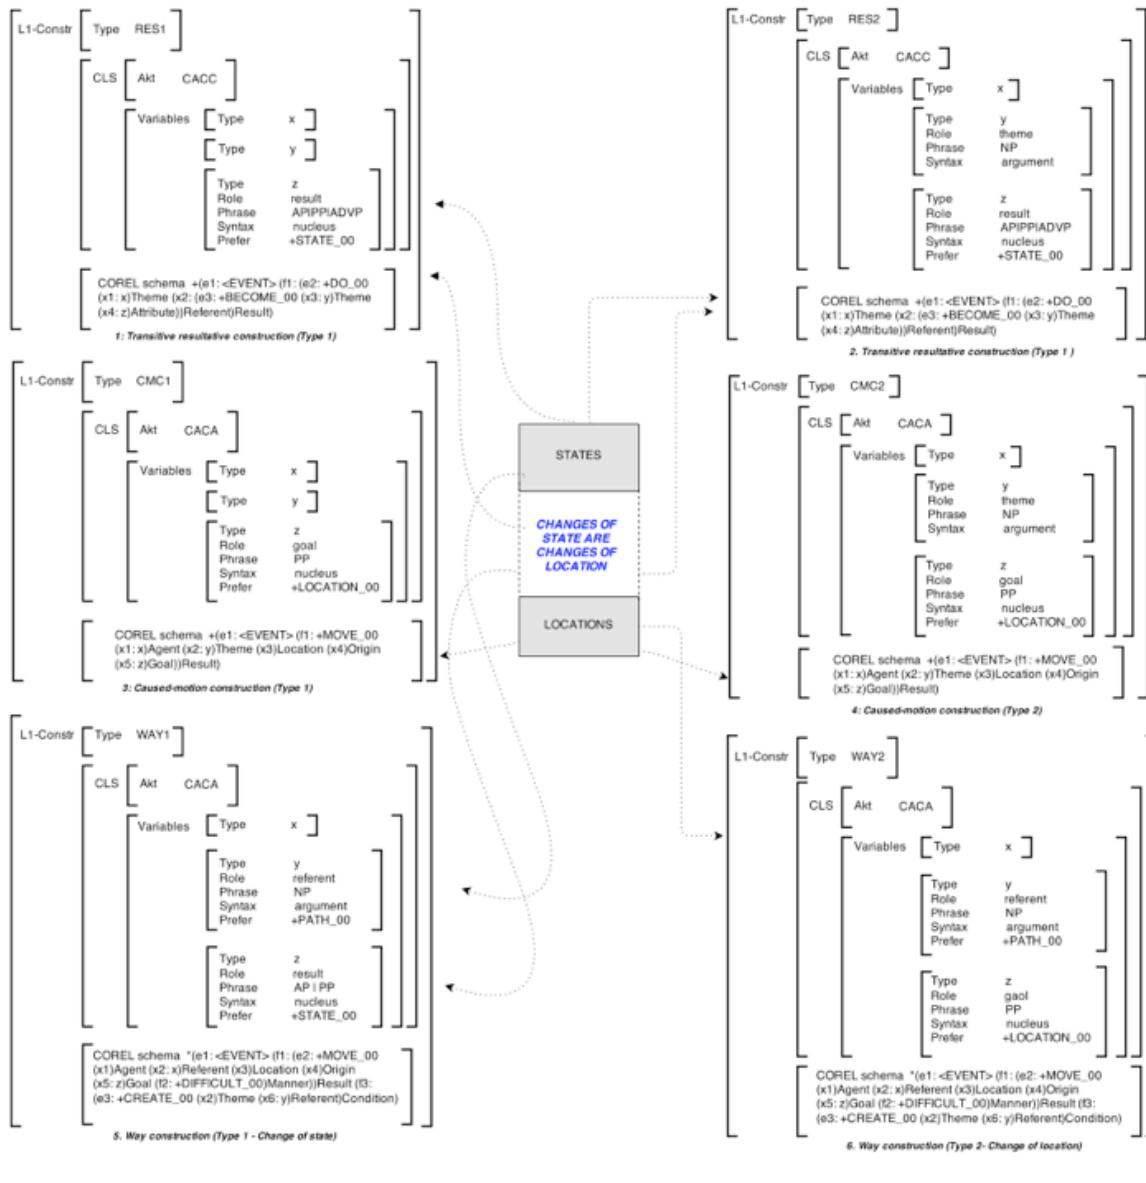 L1-Constr Type RES1
CLS Akt CACC
Variables Type x
Type y
Type z
Role result
Phrase AP|PP|ADVP
Syntax nucleus
Prefer +STATE_00
COREL schema +(e1: <EVENT> (f1: (e2: +DO_00
(x1: x)Theme (x2: (e3: +BECOME_00 (x3: y)Theme
(x4: z)Attribute))Referent)Result)
1: Transitive resultative construction (Type 1)
L1-Constr Type RES2
CLS Akt CACC
Variables Type x
Type y
Role theme
Phrase NP
Syntax argument
Type z
Role result
Phrase AP|PP|ADVP
Syntax nucleus
Prefer +STATE_00
COREL schema +(e1: <EVENT> (f1: (e2: +DO_00
(x1: x)Theme (x2: (e3: +BECOME_00 (x3: y)Theme
(x4: z)Attribute))Referent)Result)
2. Transitive resultative construction (Type 1 )
L1-Constr Type CMC1
CLS Akt CACA
Variables Type x
Type y
Type z
Role goal
Phrase PP
Syntax nucleus
Prefer +LOCATION_00
COREL schema +(e1: <EVENT> (f1: +MOVE_00
(x1: x)Agent (x2: y)Theme (x3)Location (x4)Origin
(x5: z)Goal))Result)
3: Caused-motion construction (Type 1)
STATES
CHANGES OF
STATE ARE
CHANGES OF
LOCATION
LOCATIONS
L1-Constr Type CMC2
CLS Akt CACA
Variables Type x
Type y
Role theme
Phrase NP
Syntax argument
Type z
Role goal
Phrase PP
Syntax nucleus
Prefer +LOCATION_00
COREL schema +(e1: <EVENT> (f1: +MOVE_00
(x1: x)Agent (x2: y)Theme (x3)Location (x4)Origin
(x5: z)Goal))Result)
4: Caused-motion construction (Type 2)
L1-Constr Type WAY1
CLS Akt CACA
Variables Type x
Type y
Role referent
Phrase NP
Syntax argument
Prefer +PATH_00
Type z
Role result
Phrase AP | PP
Syntax nucleus
Prefer +STATE_00
COREL schema *(e1: <EVENT> (f1: (e2: +MOVE_00
(x1)Agent (x2: x)Referent (x3)Location (x4)Origin
(x5: z)Goal (f2: +DIFFICULT_00)Manner))Result (f3:
(e3: +CREATE_00 (x2)Theme (x6: y)Referent)Condition)
5. Way construction (Type 1 - Change of state)
L1-Constr Type WAY2
CLS Akt CACA
Variables Type x
Type y
Role referent
Phrase NP
Syntax argument
Prefer +PATH_00
Type z
Role gaol
Phrase PP
Syntax nucleus
Prefer +LOCATION_00
COREL schema *(e1: <EVENT> (f1: (e2: +MOVE_00
(x1)Agent (x2: x)Referent (x3)Location (x4)Origin
(x5: z)Goal (f2: +DIFFICULT_00)Manner))Result (f3:
(e3: +CREATE_00 (x2)Theme (x6: y)Referent)Condition)
6. Way construction (Type 2- Change of location)